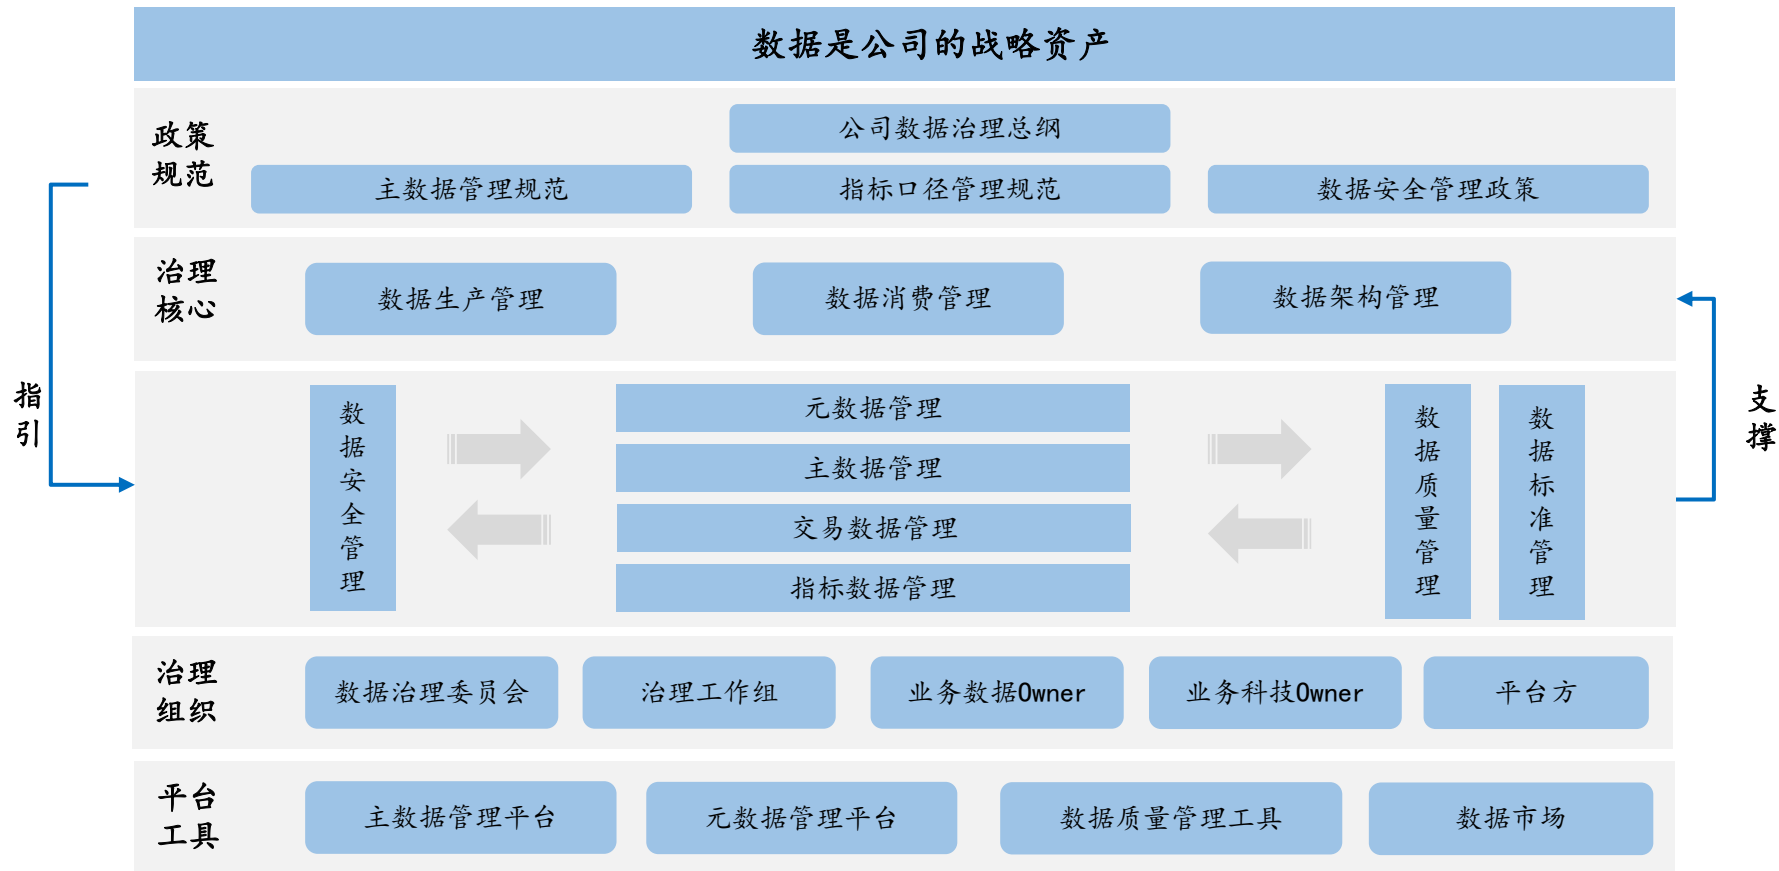 数据是公司的战略资产
政策
规范
公司数据治理总纲
主数据管理规范
指标口径管理规范
数据安全管理政策
治理
核心
数据生产管理
数据消费管理
数据架构管理
指
引
数
据
安
全
管
理
元数据管理
主数据管理
交易数据管理
指标数据管理
数
据
质
量
管
理
数
据
标
准
管
理
支
撑
治理
组织
数据治理委员会
治理工作组
业务数据Owner
业务科技Owner
平台方
平台
工具
主数据管理平台
元数据管理平台
数据质量管理工具
数据市场